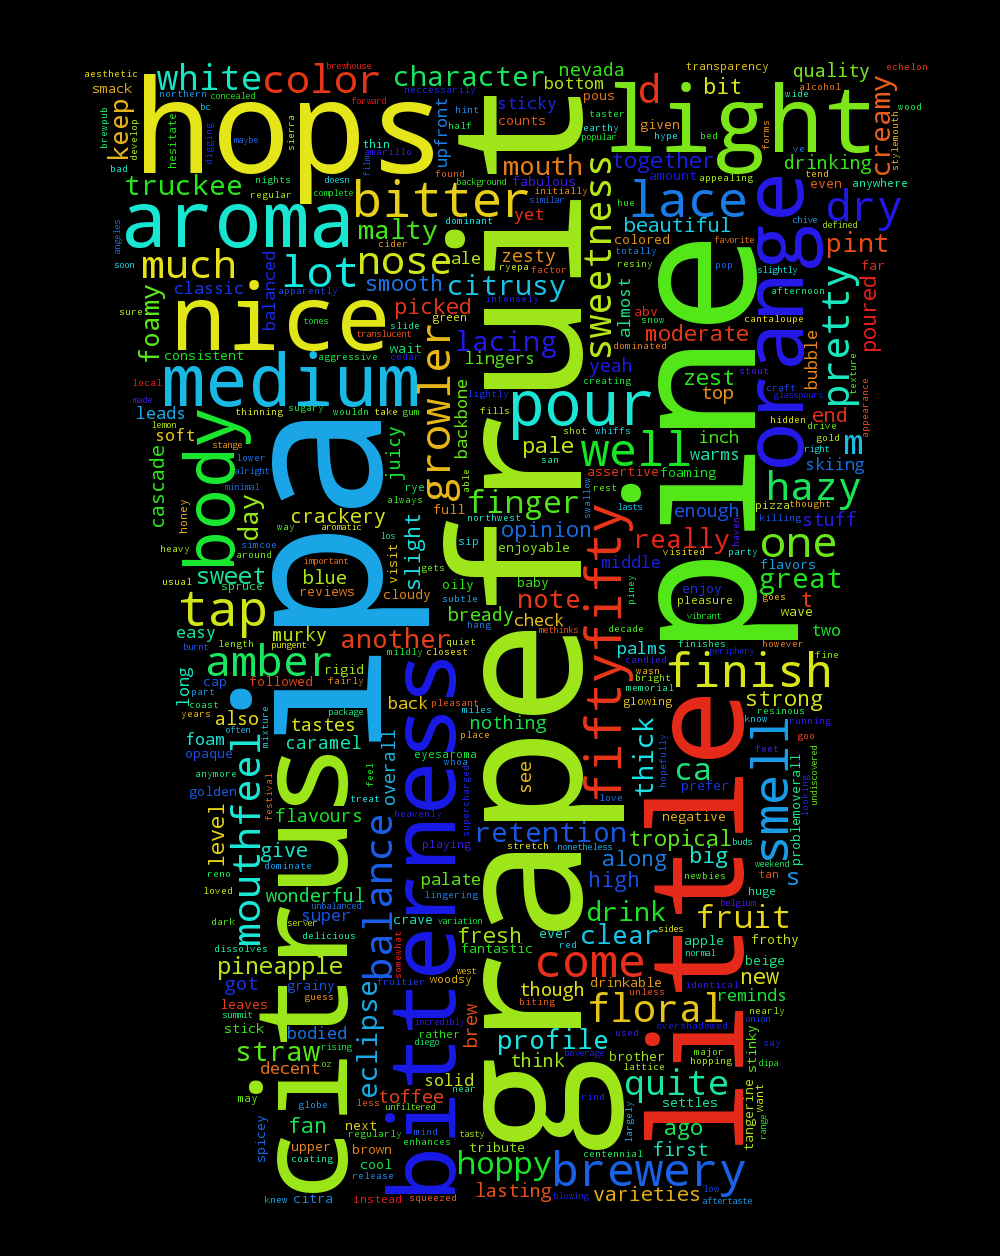 aesthetic
white
color
brewhouse
character
nevada
transparency
quality
echelon
smack
northern
concealed
forward
neccessarily
bottom
bit
alcohol
creamy
keep
hops
bc
sticky
pous
d
light
wide
wood
brewpub
develop
hesitate
digging
maybe
sierra
thin
upfront
hint
half
counts
taster
earthy
popular
given
hype
bed
forms
ve
stylemouth
bad
nights
film
amarillo
doesn
found
mouth
together
drinking
truckee
regular
complete
background
fabulous
amount
appealing
tend
even
anywhere
aroma
bitter
initially
similar
sweetness
lace
hue
chive
defined
dry
angeles
malty
dominant
yet
beautiful
favorite
orange
pint
much
lot
nose
cider
ale
zesty
colored
totally
resiny
pop
slightly
far
soon
classic
balanced
apparently
smooth
citrusy
ryepa
factor
intensely
almost
afternoon
pretty
poured
sure
foamy
nice
tones
slide
picked
green
abv
snow
cantaloupe
moderate
dominated
consistent
aggressive
translucent
wait
cedar
lacing
lingers
yeah
zest
stout
bubble
texture
local
made
medium
growler
lightly
creating
top
craft
glasspours
appearance
leads
thinning
sugary
wouldn
take
gum
fills
pour
shot
whiffs
hidden
end
lemon
soft
stange
body
backbone
pale
well
inch
drive
gold
m
cascade
lower
alright
minimal
juicy
able
san
assertive
warms
foaming
right
skiing
honey
day
pa
rye
always
full
finger
swallow
rest
lasts
enough
pizza
thought
hazy
crackery
northwest
opinion
killing
stuff
heavy
simcoe
around
way
aromatic
los
visit
slight
sip
enjoyable
fiftyfifty
really
haven
visited
party
one
usual
sweet
spruce
important
blue
reviews
gets
cloudy
oily
subtle
baby
middle
piney
enjoy
pleasure
flavors
great
tap
bready
note
vibrant
goes
t
wave
easy
burnt
length
pungent
murky
another
hang
quiet
check
methinks
decade
palms
finishes
however
two
amber
rigid
mildly
closest
candied
wasn
periphery
fine
long
cap
followed
fairly
bright
memorial
glowing
finish
part
coast
years
also
often
mixture
package
tastes
back
pleasant
miles
place
nothing
grapefruit
pine
strong
resinous
know
running
foam
opaque
mouthfeel
caramel
overall
eyesaroma
whoa
see
thick
hopefully
ca
feet
goo
anymore
golden
festival
feel
treat
heavenly
supercharged
love
prefer
smell
problemoverall
looking
undiscovered
level
flavours
playing
retention
negative
tropical
buds
reno
give
dominate
citrus
balance
bitterness
stretch
nonetheless
along
big
weekend
loved
wonderful
palate
lingering
high
newbies
tan
s
dark
super
unbalanced
server
crave
variation
drink
little
belgium
huge
fruit
dissolves
delicious
somewhat
fresh
fantastic
ever
red
clear
sides
apple
normal
frothy
pineapple
got
grainy
guess
fruitier
west
woodsy
come
beige
drinkable
identical
new
leaves
summit
stick
bodied
eclipse
incredibly
rather
diego
brew
though
biting
unless
floral
reminds
nearly
onion
straw
rising
oz
profile
used
overshadowed
say
decent
think
beverage
brother
lattice
major
hopping
stinky
dipa
may
solid
near
quite
globe
less
unfiltered
toffee
rind
settles
tangerine
want
range
spicey
fan
next
regularly
mind
enhances
tasty
largely
ago
upper
coating
brown
cool
release
hoppy
tribute
centennial
first
brewery
knew
citra
instead
squeezed
lasting
blowing
varieties
low
aftertaste